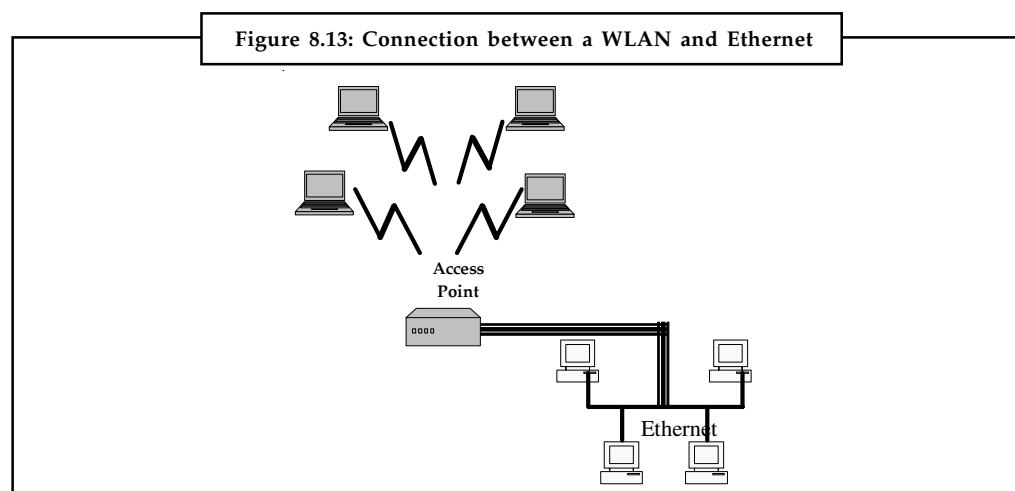 Figure 8.13: Connection between a WLAN and Ethernet
Access
Point
Ethernet